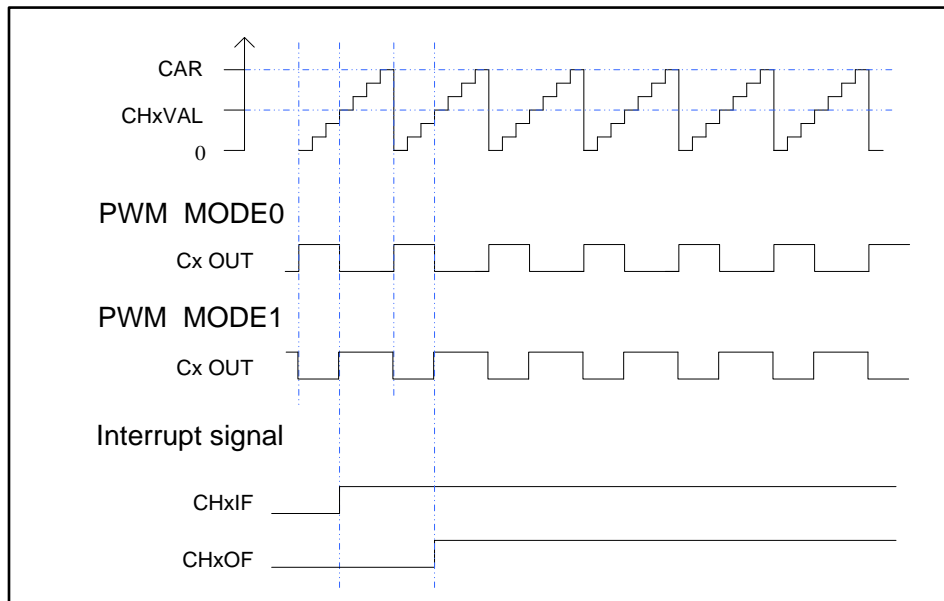 CAR
CHxVAL
0
PWM MODE0
Cx OUT
PWM MODE1
Cx OUT
Interrupt signal
CHxIF
CHxOF